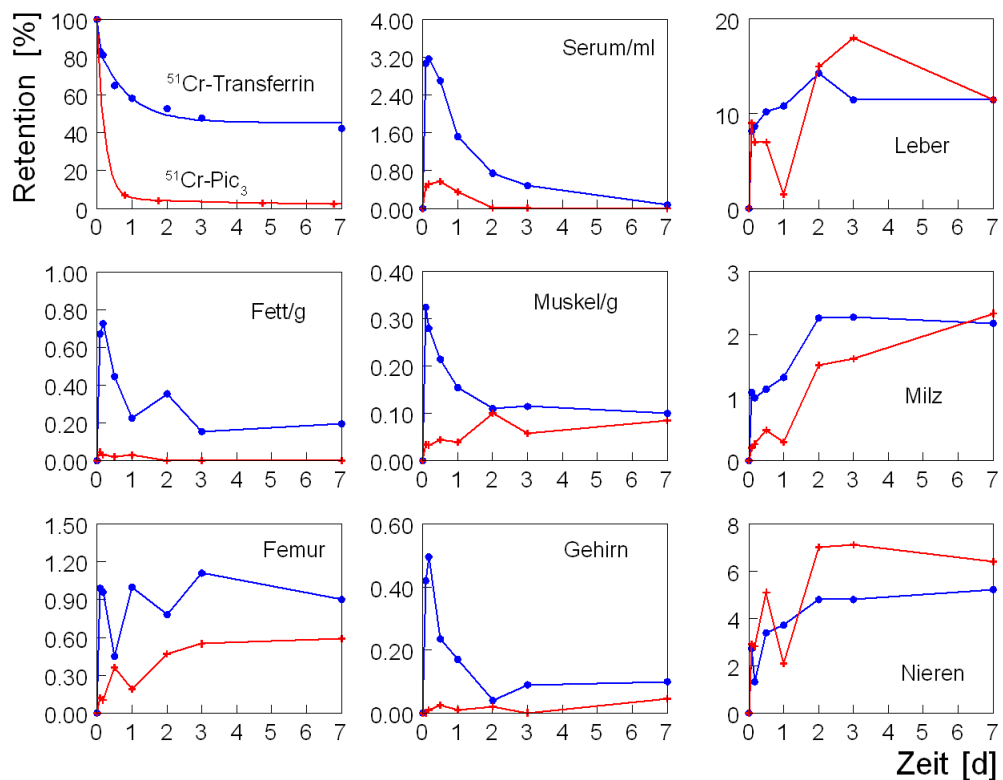 Retention [%]
100
80
60
40
20
0
⁵¹Cr-Transferrin
⁵¹Cr-Pic₃
0 1 2 3 4 5 6 7
Serum/ml
3.20
2.40
1.60
0.80
0.00
0 1 2 3 4 5 6 7
Leber
20
10
0
0 1 2 3 4 5 6 7
Fett/g
1.00
0.80
0.60
0.40
0.20
0.00
0 1 2 3 4 5 6 7
Muskel/g
0.40
0.30
0.20
0.10
0.00
0 1 2 3 4 5 6 7
Milz
3
2
1
0
0 1 2 3 4 5 6 7
Femur
1.50
1.20
0.90
0.60
0.30
0.00
0 1 2 3 4 5 6 7
Gehirn
0.60
0.40
0.20
0.00
0 1 2 3 4 5 6 7
Nieren
8
6
4
2
0
0 1 2 3 4 5 6 7
Zeit [d]